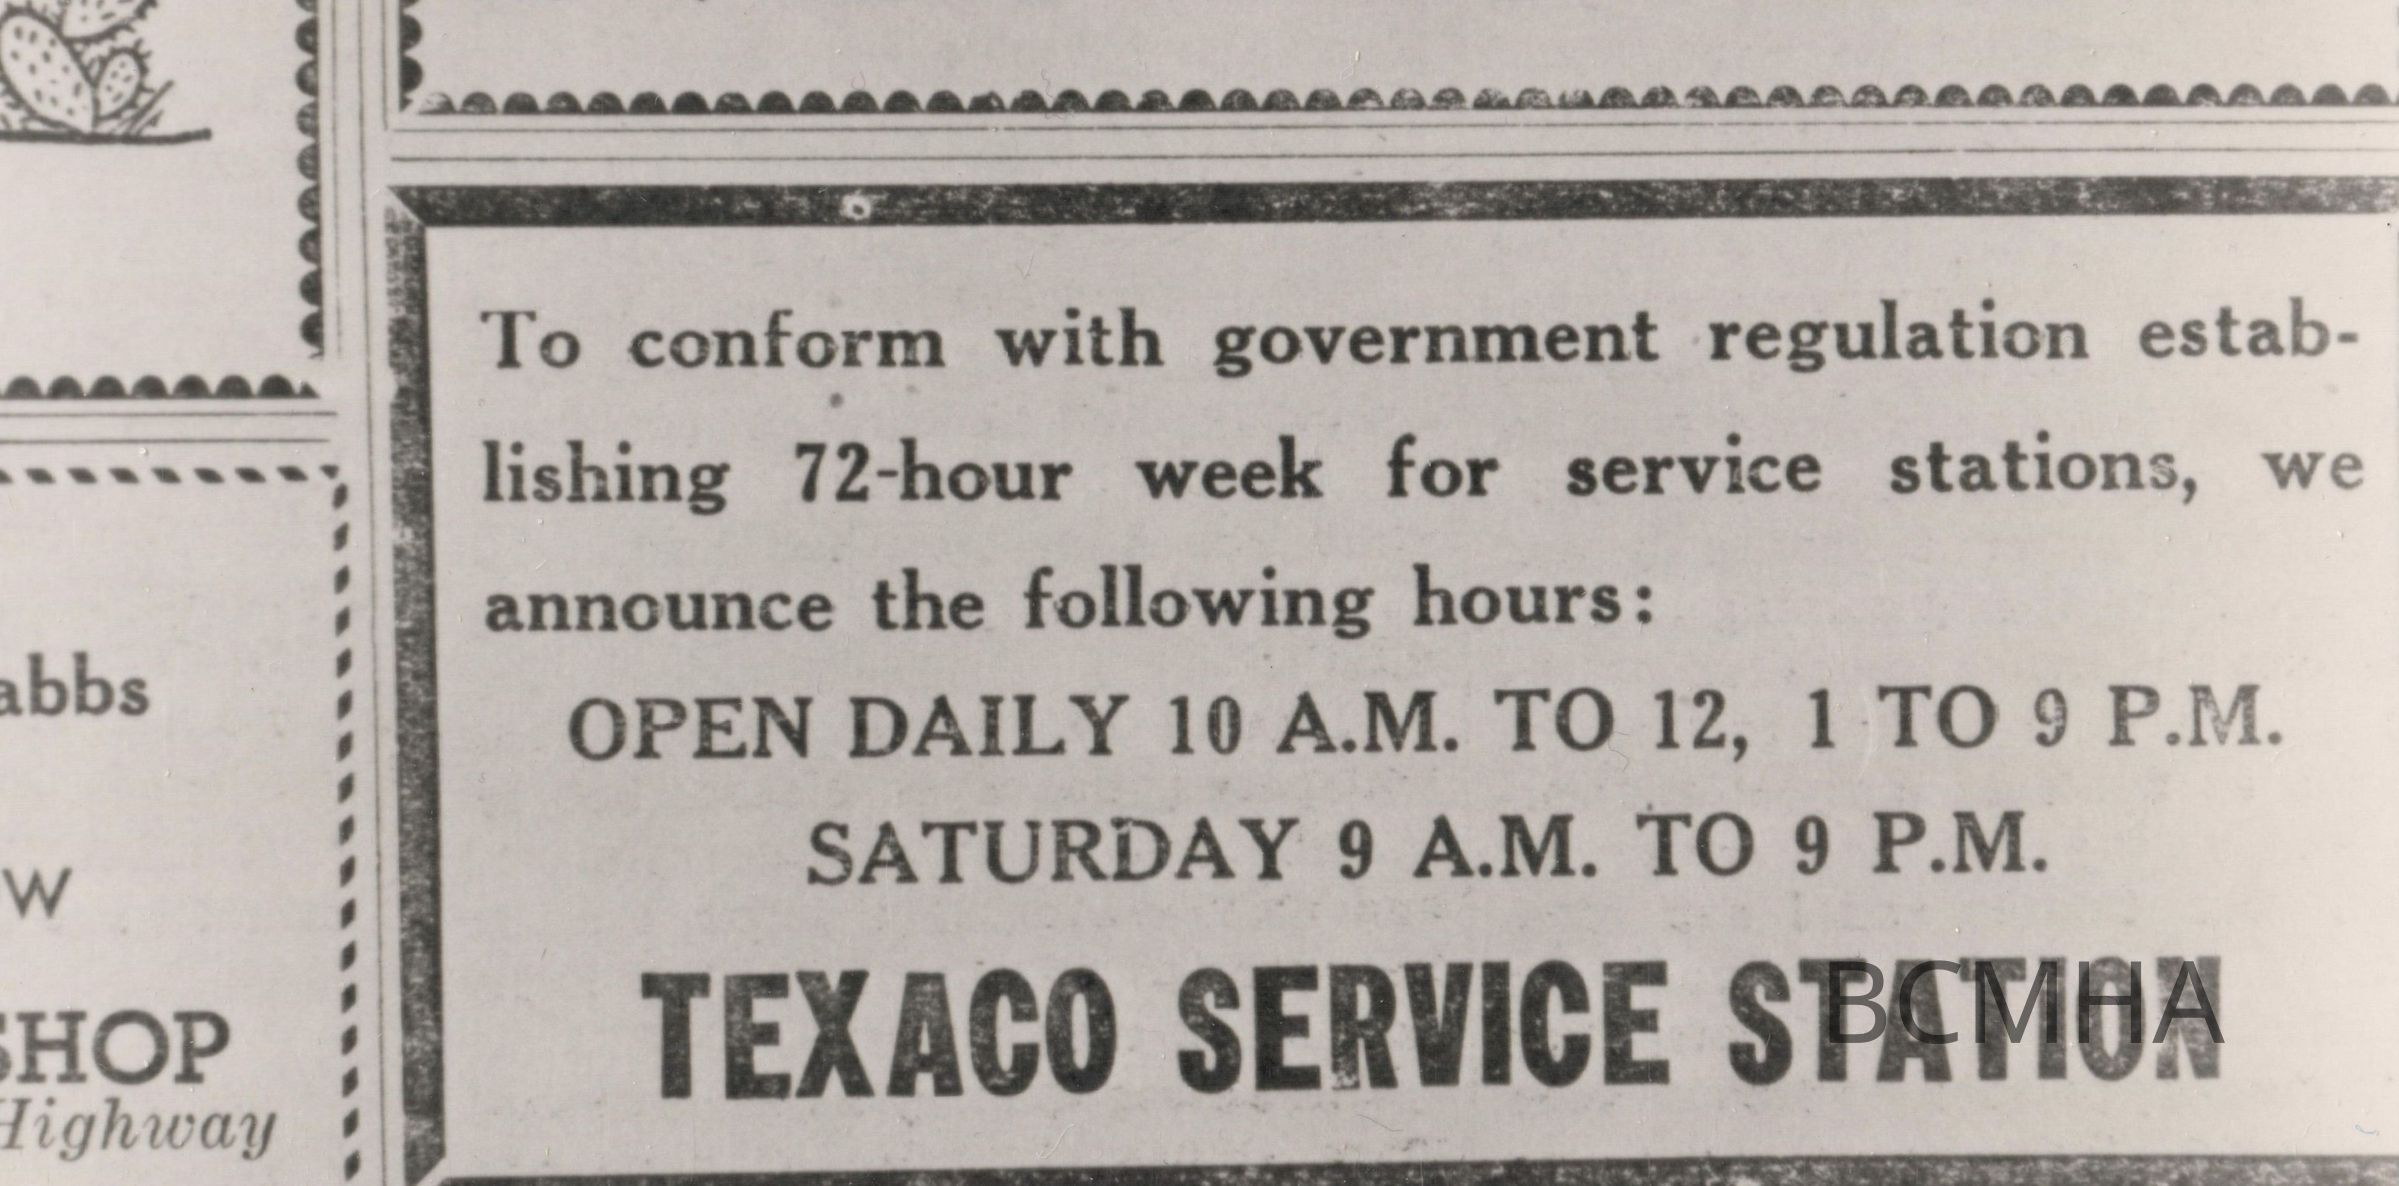 To conform with government regulation estab-
lishing 72-hour week for service stations, we
announce the following hours:
OPEN DAILY 10 A.M. TO 12, 1 TO 9 P.M.
SATURDAY 9 A.M. TO 9 P.M.
TEXACO SERVICE STATION
BCMHA
abbs
W
SHOP
Highway